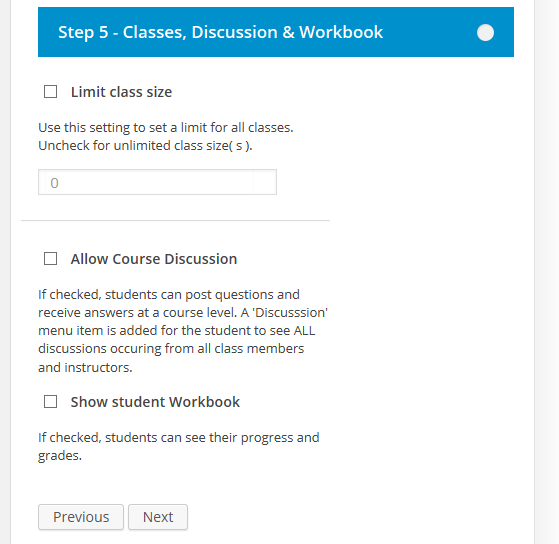 Step 5 - Classes, Discussion & Workbook
Limit class size
Use this setting to set a limit for all classes.
Uncheck for unlimited class size( s ).
0
Allow Course Discussion
If checked, students can post questions and
receive answers at a course level. A 'Discusssion'
menu item is added for the student to see ALL
discussions occuring from all class members
and instructors.
Show student Workbook
If checked, students can see their progress and
grades.
Previous Next